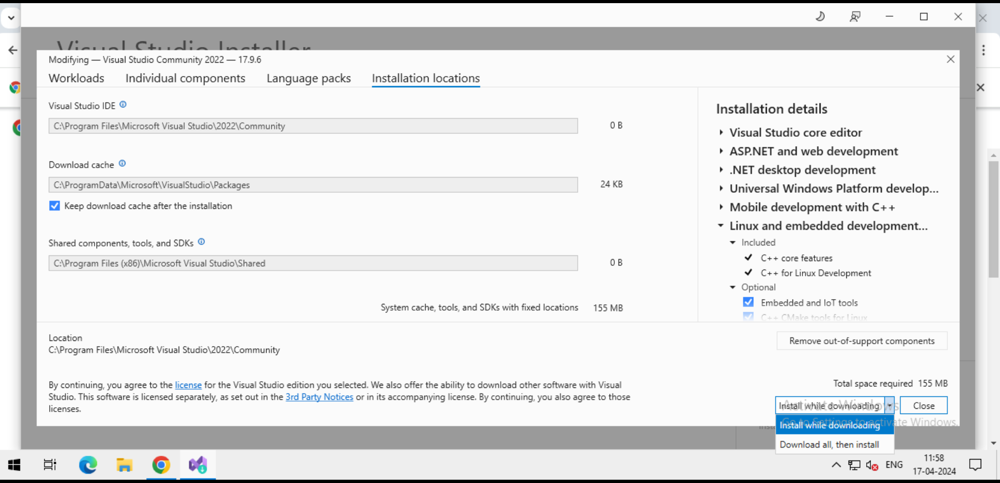 Visual Studio Installer
Modifying — Visual Studio Community 2022 — 17.9.6
Workloads
Individual components
Language packs
Installation locations
Visual Studio IDE
C:\Program Files\Microsoft Visual Studio\2022\Community
0 B
Download cache
C:\ProgramData\Microsoft\VisualStudio\Packages
24 KB
Keep download cache after the installation
Shared components, tools, and SDKs
C:\Program Files (x86)\Microsoft Visual Studio\Shared
0 B
System cache, tools, and SDKs with fixed locations
155 MB
Installation details
Visual Studio core editor
ASP.NET and web development
.NET desktop development
Universal Windows Platform develop...
Mobile development with C++
Linux and embedded development...
Included
C++ core features
C++ for Linux Development
Optional
Embedded and IoT tools
C++ CMake tools for Linux
Location
C:\Program Files\Microsoft Visual Studio\2022\Community
Remove out-of-support components
By continuing, you agree to the license for the Visual Studio edition you selected. We also offer the ability to download other software with Visual
Studio. This software is licensed separately, as set out in the 3rd Party Notices or in its accompanying license. By continuing, you also agree to those
licenses.
Total space required 155 MB
Install while downloading
Close
Activate Windows
Go to Settings to activate Windows.
Install while downloading
Download all, then install
ENG
11:58
17-04-2024